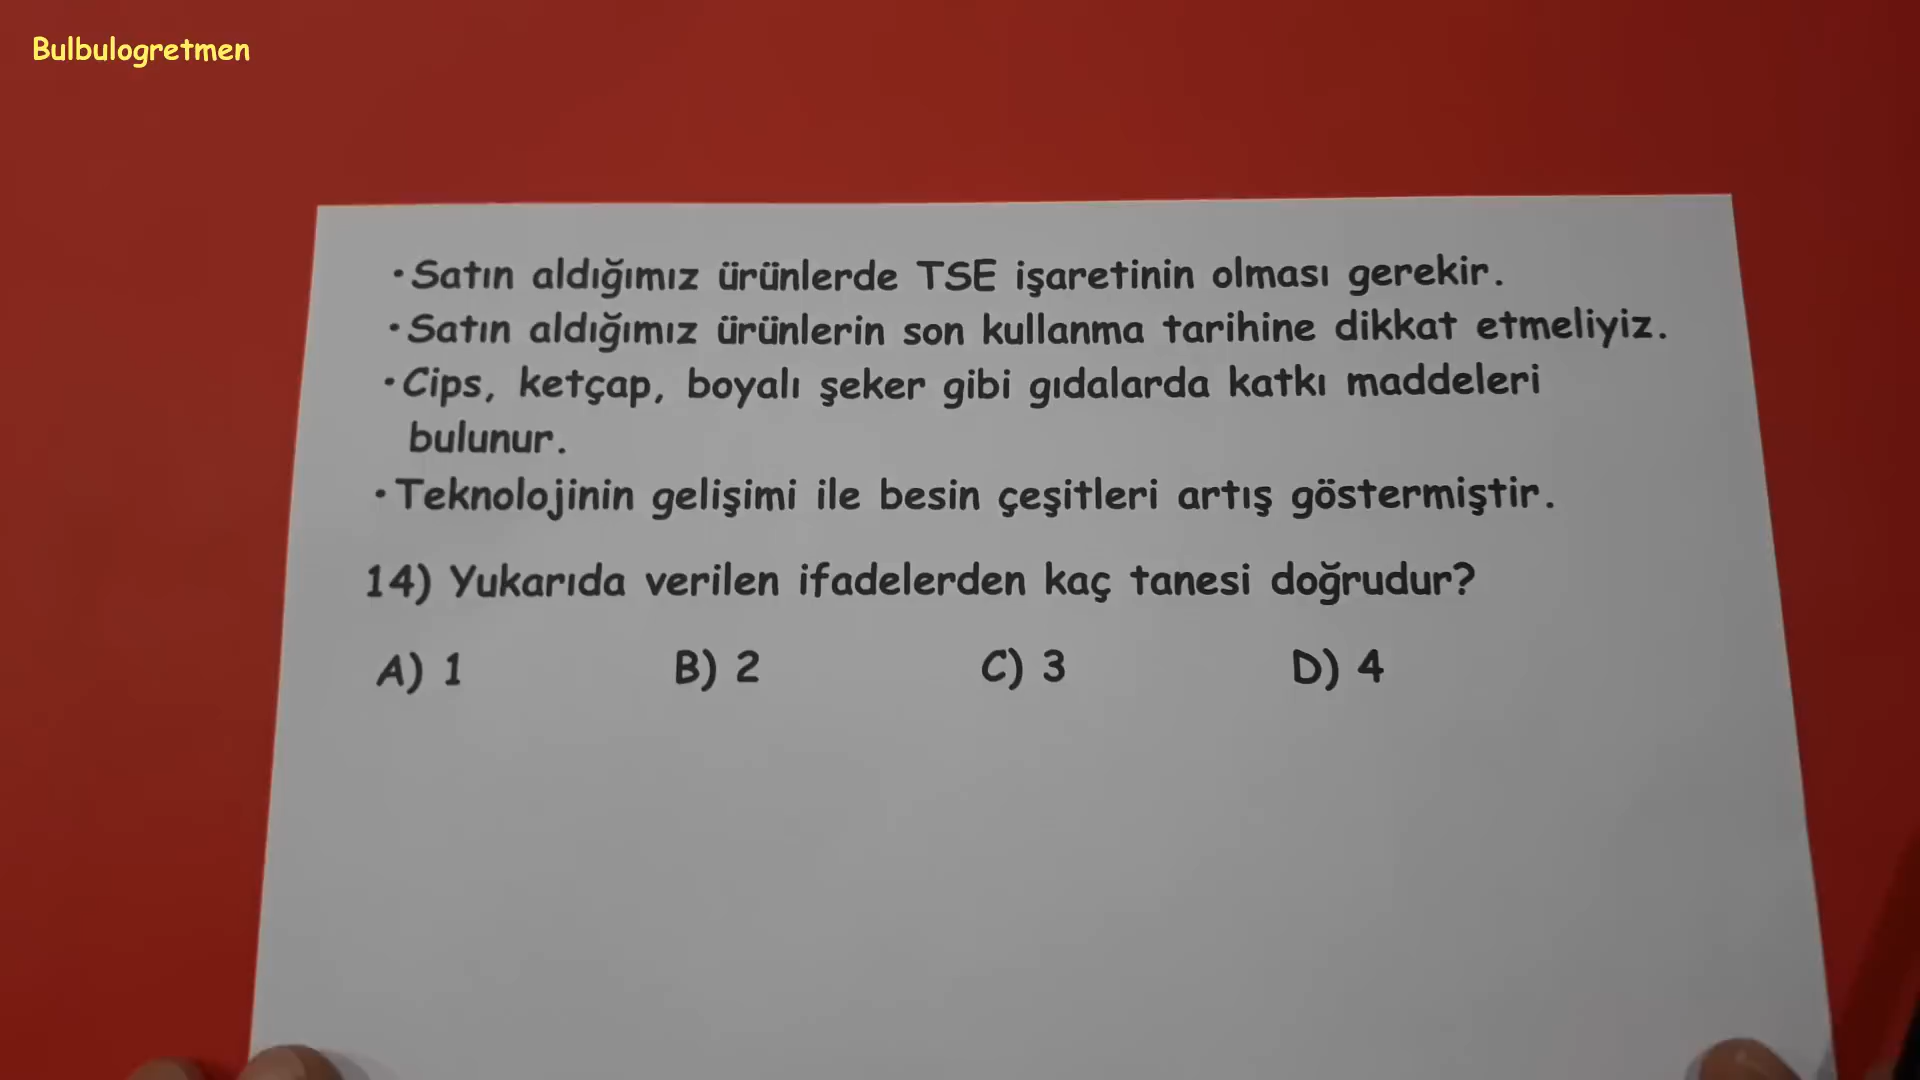 Bulbulogretmen
• Satın aldığımız ürünlerde TSE işaretinin olması gerekir.
• Satın aldığımız ürünlerin son kullanma tarihine dikkat etmeliyiz.
• Cips, ketçap, boyalı şeker gibi gıdalarda katkı maddeleri
bulunur.
• Teknolojinin gelişimi ile besin çeşitleri artış göstermiştir.
14) Yukarıda verilen ifadelerden kaç tanesi doğrudur?
A) 1 B) 2 C) 3 D) 4